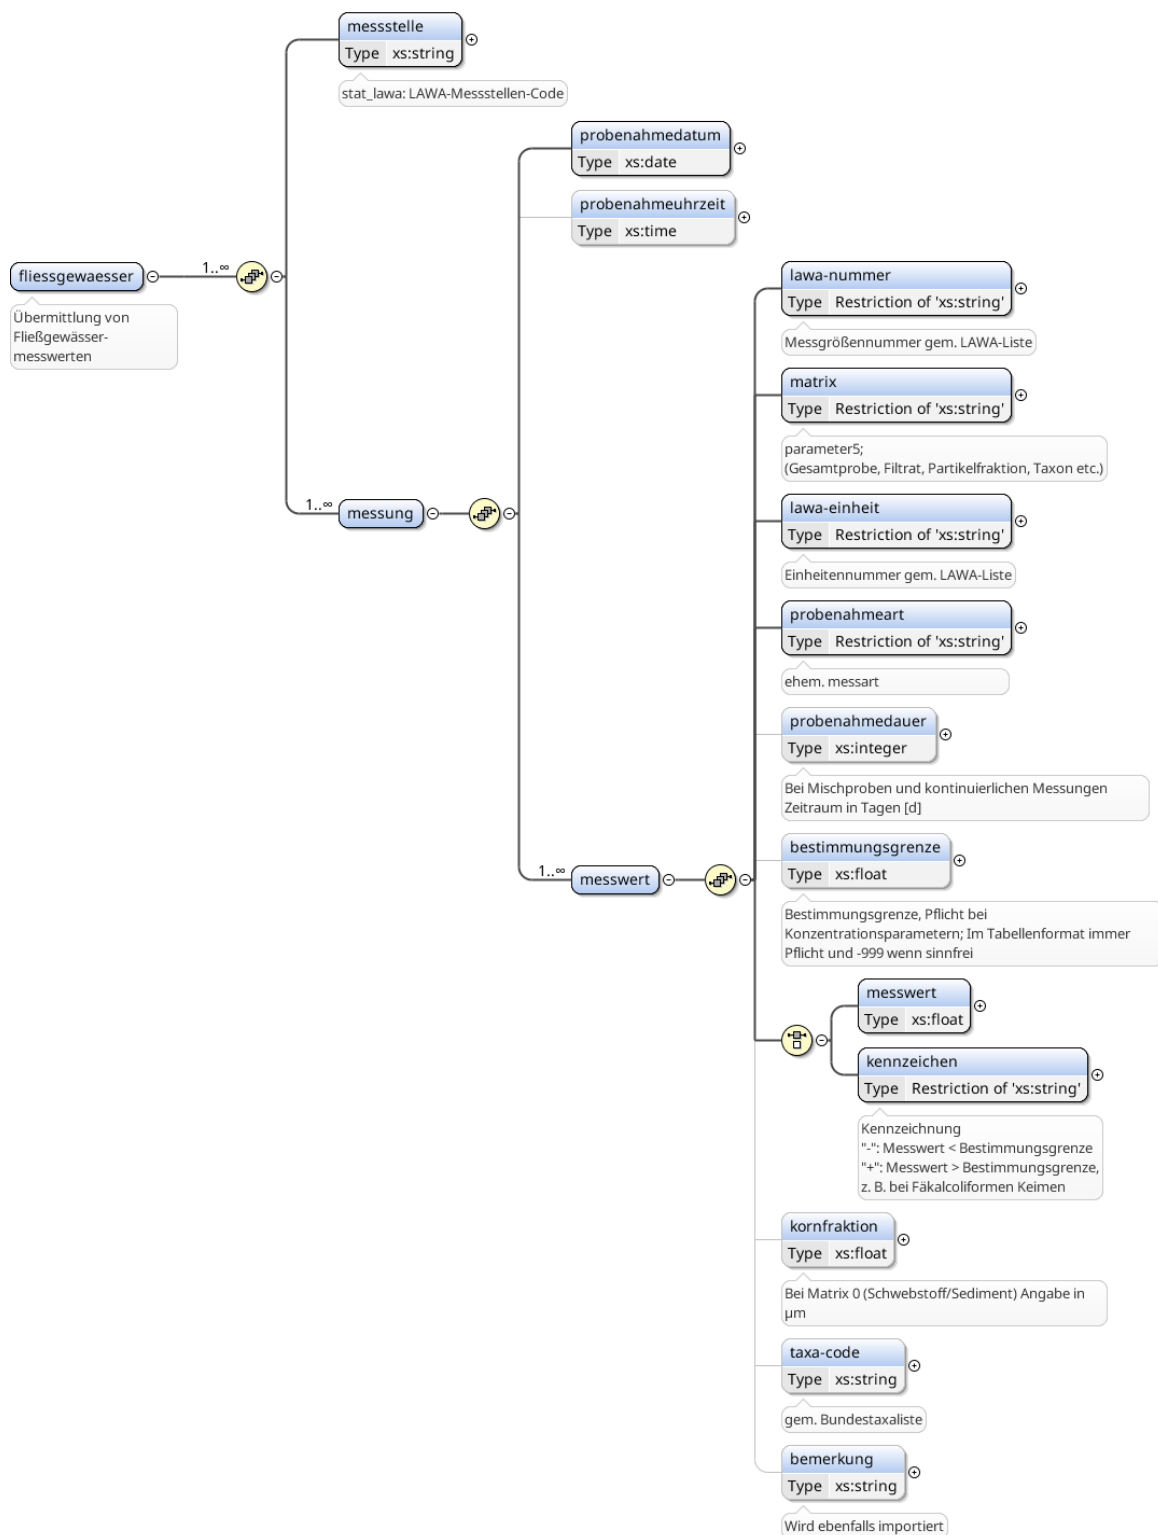 messstelle
Type xs:string
stat_lawa: LAWA-Messstellen-Code
probenahmedatum
Type xs:date
probenahmeuhrzeit
Type xs:time
fliessgewaesser
1..∞
Übermittlung von
Fließgewässer-
messwerten
lawa-nummer
Type Restriction of 'xs:string'
Messgrößennummer gem. LAWA-Liste
matrix
Type Restriction of 'xs:string'
parameter5;
(Gesamtprobe, Filtrat, Partikelfraktion, Taxon etc.)
1..∞
messung
lawa-einheit
Type Restriction of 'xs:string'
Einheitennummer gem. LAWA-Liste
probenahmeart
Type Restriction of 'xs:string'
ehem. messart
probenahmedauer
Type xs:integer
Bei Mischproben und kontinuierlichen Messungen
Zeitraum in Tagen [d]
1..∞
messwert
bestimmungsgrenze
Type xs:float
Bestimmungsgrenze, Pflicht bei
Konzentrationsparametern; Im Tabellenformat immer
Pflicht und -999 wenn sinnfrei
messwert
Type xs:float
kennzeichen
Type Restriction of 'xs:string'
Kennzeichnung
"-": Messwert < Bestimmungsgrenze
"+": Messwert > Bestimmungsgrenze,
z. B. bei Fäkalcoliformen Keimen
kornfraktion
Type xs:float
Bei Matrix 0 (Schwebstoff/Sediment) Angabe in
µm
taxa-code
Type xs:string
gem. Bundestaxaliste
bemerkung
Type xs:string
Wird ebenfalls importiert